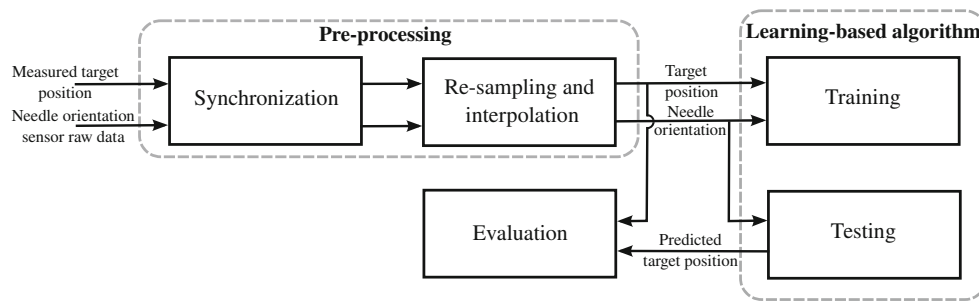 Pre-processing
Learning-based algorithm
Measured target
position
Needle orientation
sensor raw data
Synchronization
Re-sampling and
interpolation
Target
position
Needle
orientation
Training
Evaluation
Predicted
target position
Testing